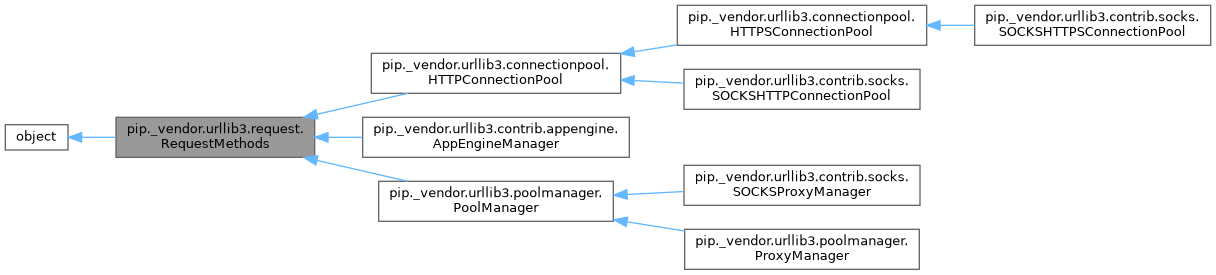 object
pip._vendor.urllib3.request.
RequestMethods
pip._vendor.urllib3.connectionpool.
HTTPConnectionPool
pip._vendor.urllib3.connectionpool.
HTTPSConnectionPool
pip._vendor.urllib3.contrib.socks.
SOCKSHTTPSConnectionPool
pip._vendor.urllib3.contrib.socks.
SOCKSHTTPConnectionPool
pip._vendor.urllib3.contrib.appengine.
AppEngineManager
pip._vendor.urllib3.poolmanager.
PoolManager
pip._vendor.urllib3.contrib.socks.
SOCKSProxyManager
pip._vendor.urllib3.poolmanager.
ProxyManager